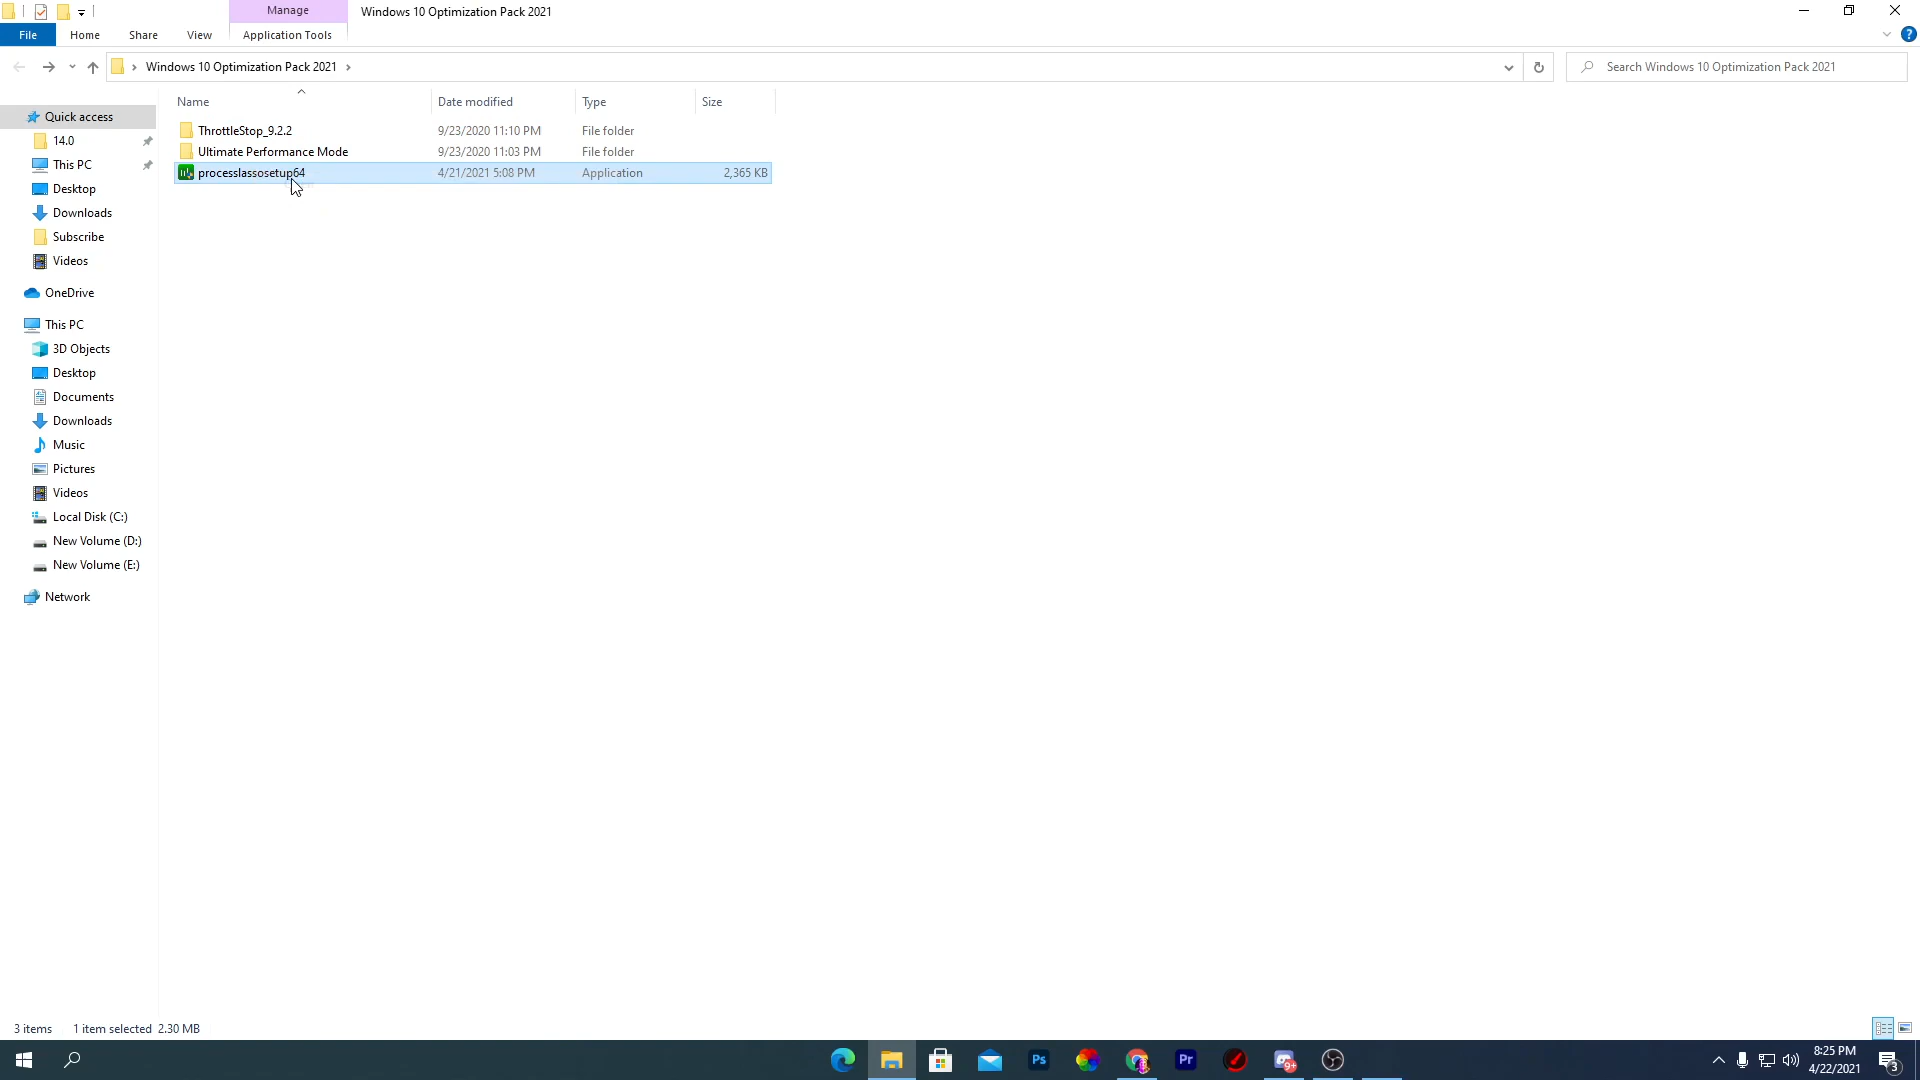 Manage
Windows 10 Optimization Pack 2021
File
Home
Share
View
Application Tools
?
Windows 10 Optimization Pack 2021
Search Windows 10 Optimization Pack 2021
Name
Date modified
Type
Size
Quick access
14.0
This PC
Desktop
Downloads
Subscribe
Videos
OneDrive
This PC
3D Objects
Desktop
Documents
Downloads
Music
Pictures
Videos
Local Disk (C:)
New Volume (D:)
New Volume (E:)
Network
ThrottleStop_9.2.2 9/23/2020 11:10 PM File folder
Ultimate Performance Mode 9/23/2020 11:03 PM File folder
processlassosetup64 4/21/2021 5:08 PM Application 2,365 KB
3 items 1 item selected 2.30 MB
Ps
Pr
9+
8:25 PM
4/22/2021
3